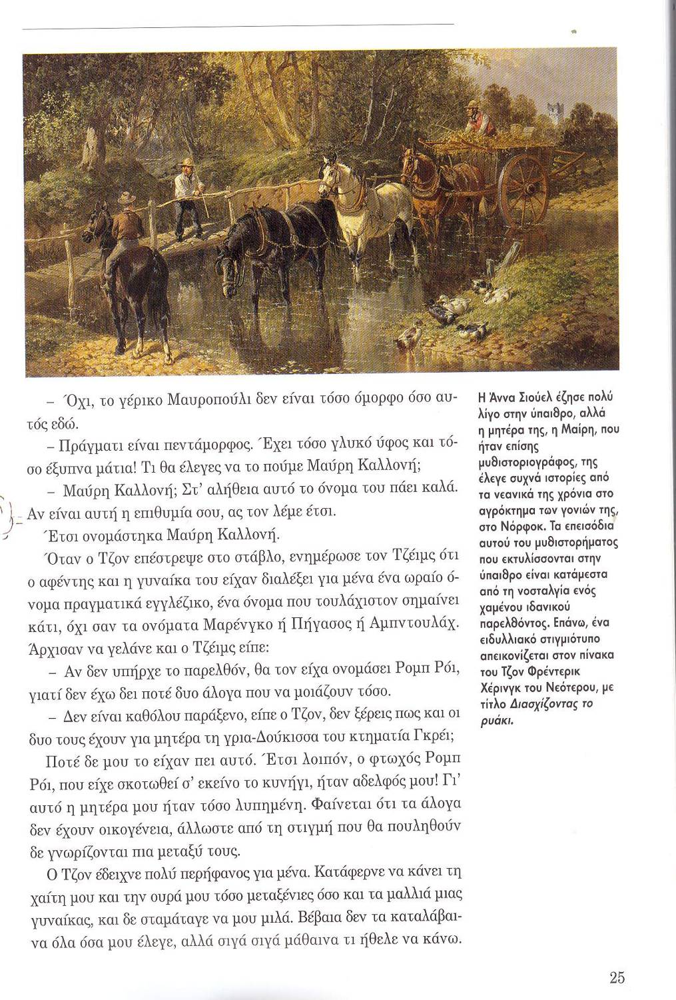 – Όχι, το γέρικο Μαυροπούλι δεν είναι τόσο όμορφο όσο αυ-
τός εδώ.
– Πράγματι είναι πεντάμορφος. Έχει τόσο γλυκό ύφος και τό-
σο έξυπνα μάτια! Τι θα έλεγες να το πούμε Μαύρη Καλλονή;
– Μαύρη Καλλονή; Στ’ αλήθεια αυτό το όνομα του πάει καλά.
Αν είναι αυτή η επιθυμία σου, ας τον λέμε έτσι.
Έτσι ονομάστηκα Μαύρη Καλλονή.
Όταν ο Τζον επέστρεψε στο στάβλο, ενημέρωσε τον Τζέιμς ότι
ο αφέντης και η γυναίκα του είχαν διαλέξει για μένα ένα ωραίο ό-
νομα πραγματικά εγγλέζικο, ένα όνομα που τουλάχιστον σημαίνει
κάτι, όχι σαν τα ονόματα Μαρένγκο ή Πήγασος ή Αμπντουλάχ.
Άρχισαν να γελάνε και ο Τζέιμς είπε:
– Αν δεν υπήρχε το παρελθόν, θα τον είχα ονομάσει Ρομπ Ρόι,
γιατί δεν έχω δει ποτέ δυο άλογα που να μοιάζουν τόσο.
– Δεν είναι καθόλου παράξενο, είπε ο Τζον, δεν ξέρεις πως και οι
δυο τους έχουν για μητέρα τη γρια-Δούκισσα του κτηματία Γκρέι;
Ποτέ δε μου το είχαν πει αυτό. Έτσι λοιπόν, ο φτωχός Ρομπ
Ρόι, που είχε σκοτωθεί σ’ εκείνο το κυνήγι, ήταν αδελφός μου! Γι’
αυτό η μητέρα μου ήταν τόσο λυπημένη. Φαίνεται ότι τα άλογα
δεν έχουν οικογένεια, άλλωστε από τη στιγμή που θα πουληθούν
δε γνωρίζονται πια μεταξύ τους.
Ο Τζον έδειχνε πολύ περήφανος για μένα. Κατάφερνε να κάνει τη
χαίτη μου και την ουρά μου τόσο μεταξένιες όσο και τα μαλλιά μιας
γυναίκας, και δε σταμάταγε να μου μιλά. Βέβαια δεν τα καταλάβαι-
να όλα όσα μου έλεγε, αλλά σιγά σιγά μάθαινα τι ήθελε να κάνω.
Η Άννα Σιούελ έζησε πολύ
λίγο στην ύπαιθρο, αλλά
η μητέρα της, η Μαίρη, που
ήταν επίσης
μυθιστοριογράφος, της
έλεγε συχνά ιστορίες από
τα νεανικά της χρόνια στο
αγρόκτημα των γονιών της,
στο Νόρφοκ. Τα επεισόδια
αυτού του μυθιστορήματος
που εκτυλίσσονται στην
ύπαιθρο είναι κατάμεστα
από τη νοσταλγία ενός
χαμένου ιδανικού
παρελθόντος. Επάνω, ένα
ειδυλλιακό στιγμιότυπο
απεικονίζεται στον πίνακα
του Τζον Φρέντερικ
Χέρινγκ του Νεότερου, με
τίτλο Διασχίζοντας το
ρυάκι.
25